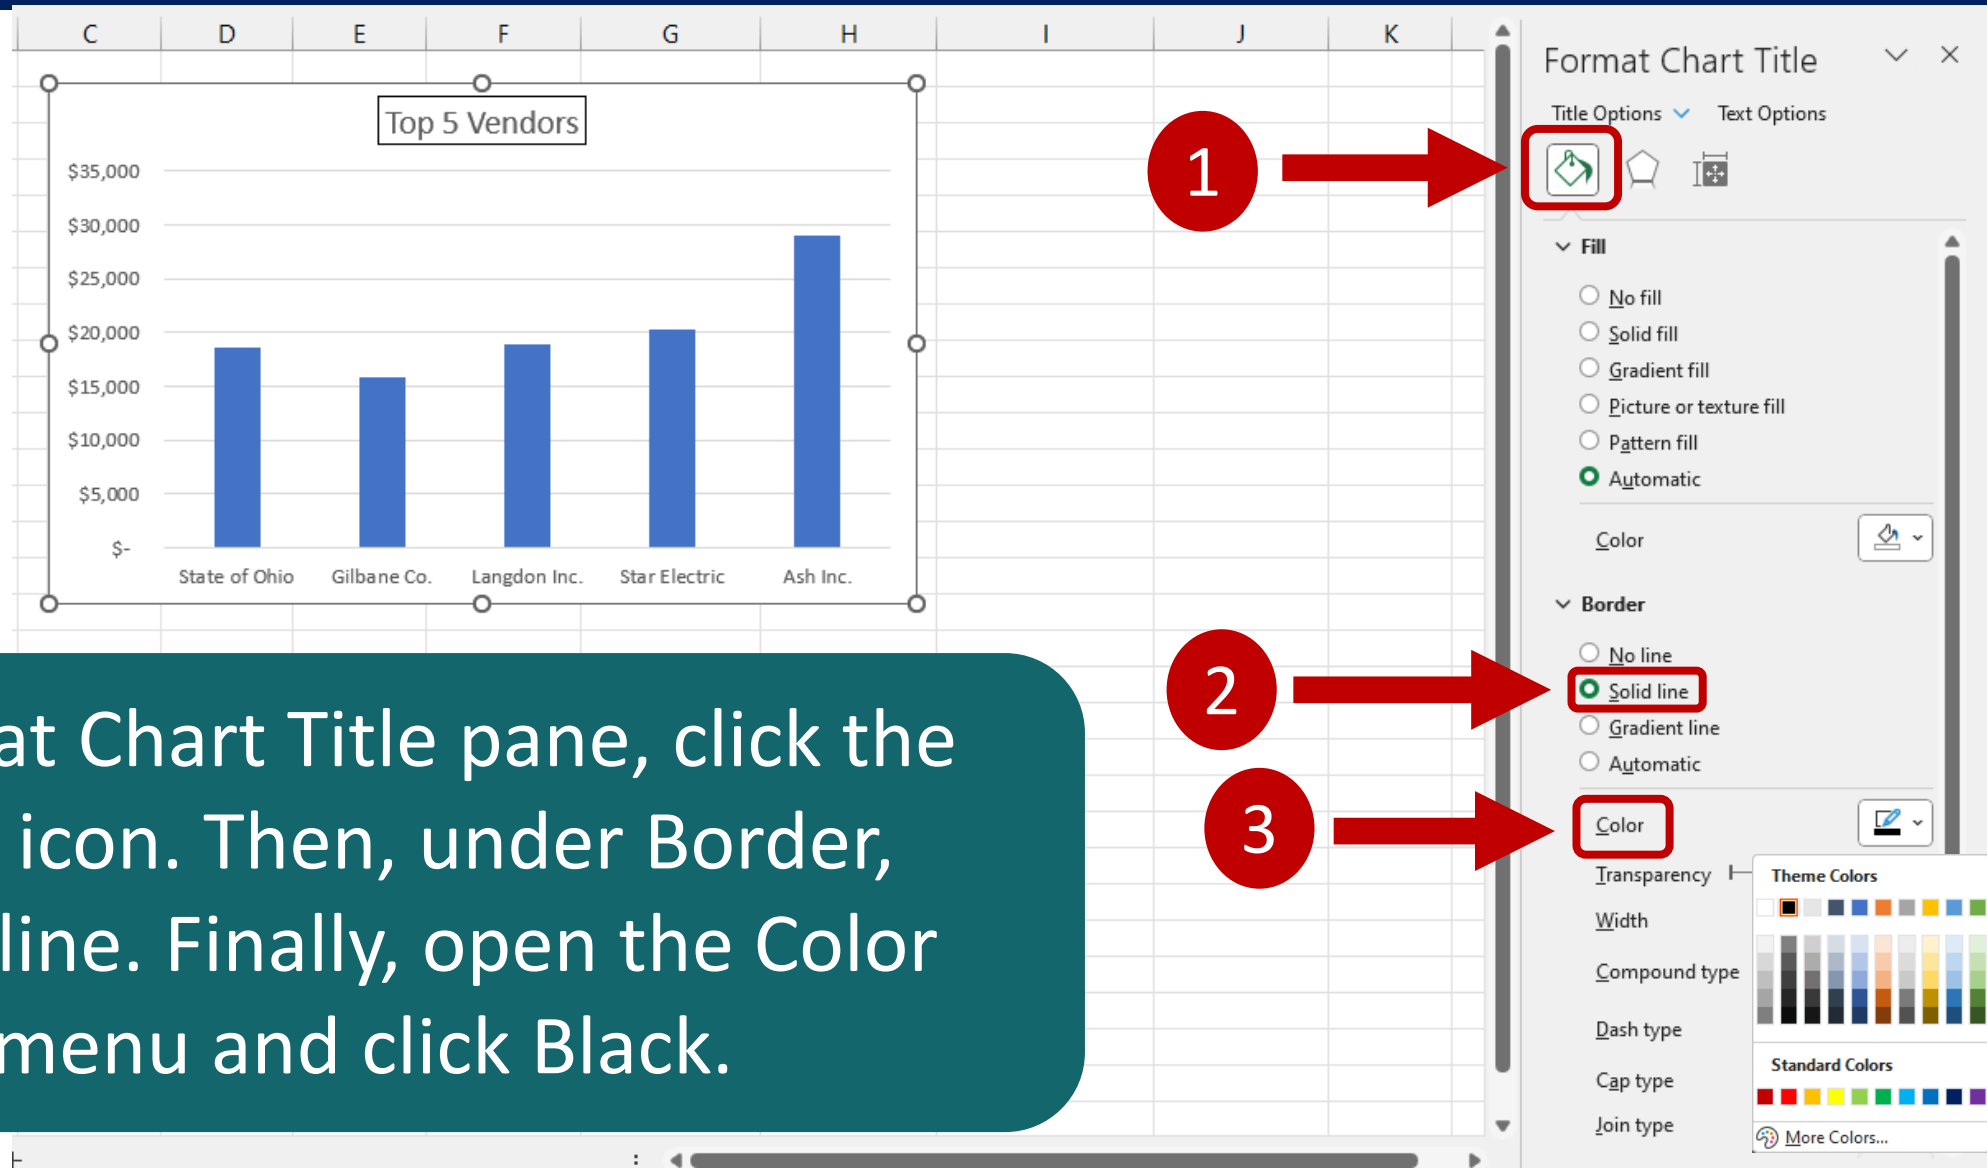 C D E F G H I J K
Top 5 Vendors
$35,000
$30,000
$25,000
$20,000
$15,000
$10,000
$5,000
$-
State of Ohio Gilbane Co. Langdon Inc. Star Electric Ash Inc.
at Chart Title pane, click the
icon. Then, under Border,
line. Finally, open the Color
menu and click Black.
1
2
3
Format Chart Title
Title Options Text Options
Fill
No fill
Solid fill
Gradient fill
Picture or texture fill
Pattern fill
Automatic
Color
Border
No line
Solid line
Gradient line
Automatic
Color
Transparency
Width
Compound type
Dash type
Cap type
Join type
Theme Colors
Standard Colors
More Colors...